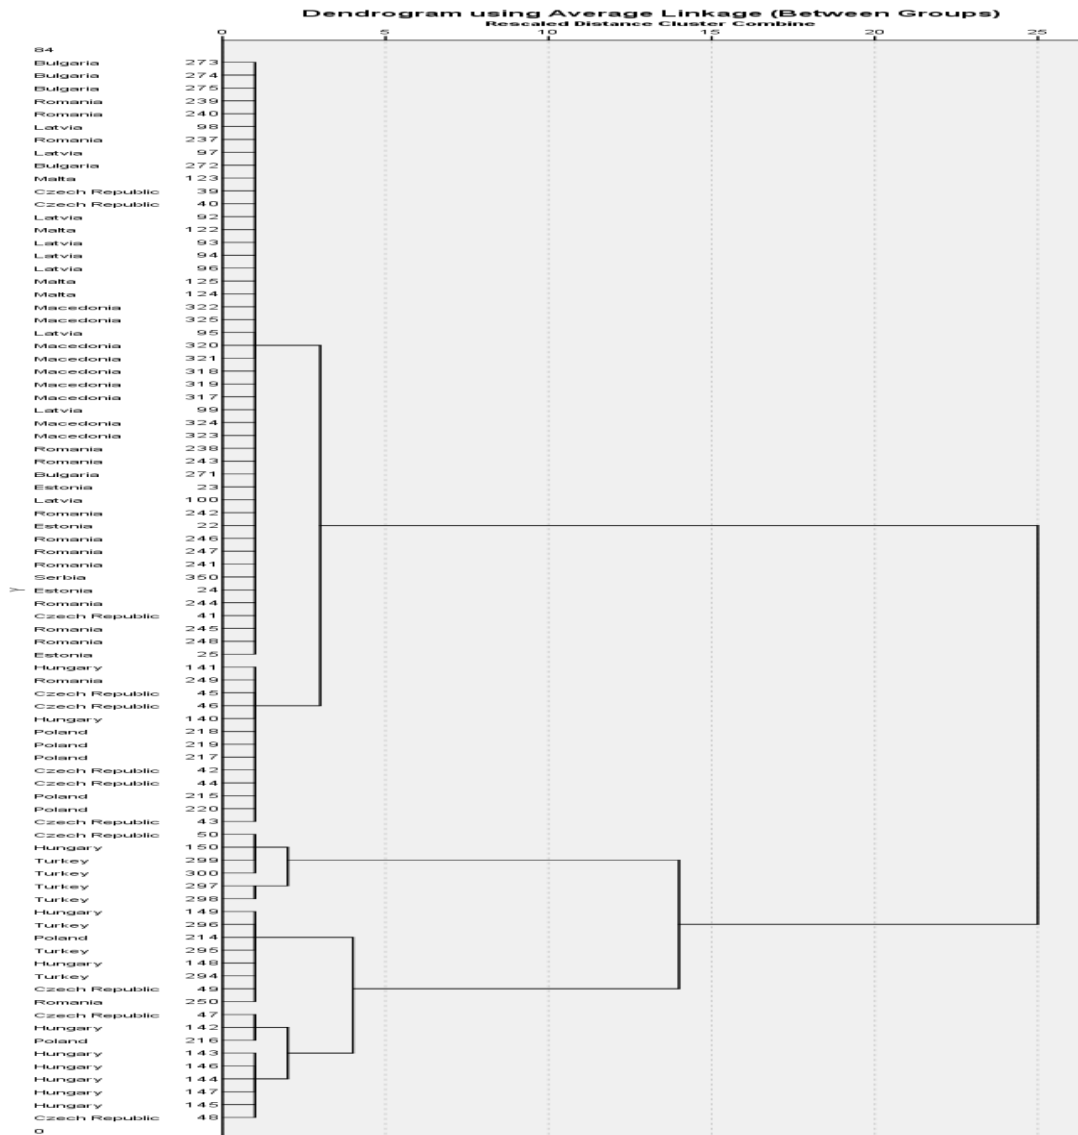 Dendrogram using Average Linkage (Between Groups)
Rescaled Distance Cluster Combine
0 5 10 15 20 25
84
Bulgaria 273
Bulgaria 274
Bulgaria 275
Romania 239
Romania 240
Latvia 98
Romania 237
Latvia 97
Bulgaria 272
Malta 123
Czech Republic 39
Czech Republic 40
Latvia 92
Malta 122
Latvia 93
Latvia 94
Latvia 96
Malta 125
Malta 124
Macedonia 322
Macedonia 325
Latvia 95
Macedonia 320
Macedonia 321
Macedonia 318
Macedonia 319
Macedonia 317
Latvia 99
Macedonia 324
Macedonia 323
Romania 238
Romania 243
Bulgaria 271
Estonia 23
Latvia 100
Romania 242
Estonia 22
Romania 246
Romania 247
Romania 241
Serbia 350
Y
Estonia 24
Romania 244
Czech Republic 41
Romania 245
Romania 248
Estonia 25
Hungary 141
Romania 249
Czech Republic 45
Czech Republic 46
Hungary 140
Poland 218
Poland 219
Poland 217
Czech Republic 42
Czech Republic 44
Poland 215
Poland 220
Czech Republic 43
Czech Republic 50
Hungary 150
Turkey 299
Turkey 300
Turkey 297
Turkey 298
Hungary 149
Turkey 296
Poland 214
Turkey 295
Hungary 148
Turkey 294
Czech Republic 49
Romania 250
Czech Republic 47
Hungary 142
Poland 216
Hungary 143
Hungary 146
Hungary 144
Hungary 147
Hungary 145
Czech Republic 48
0